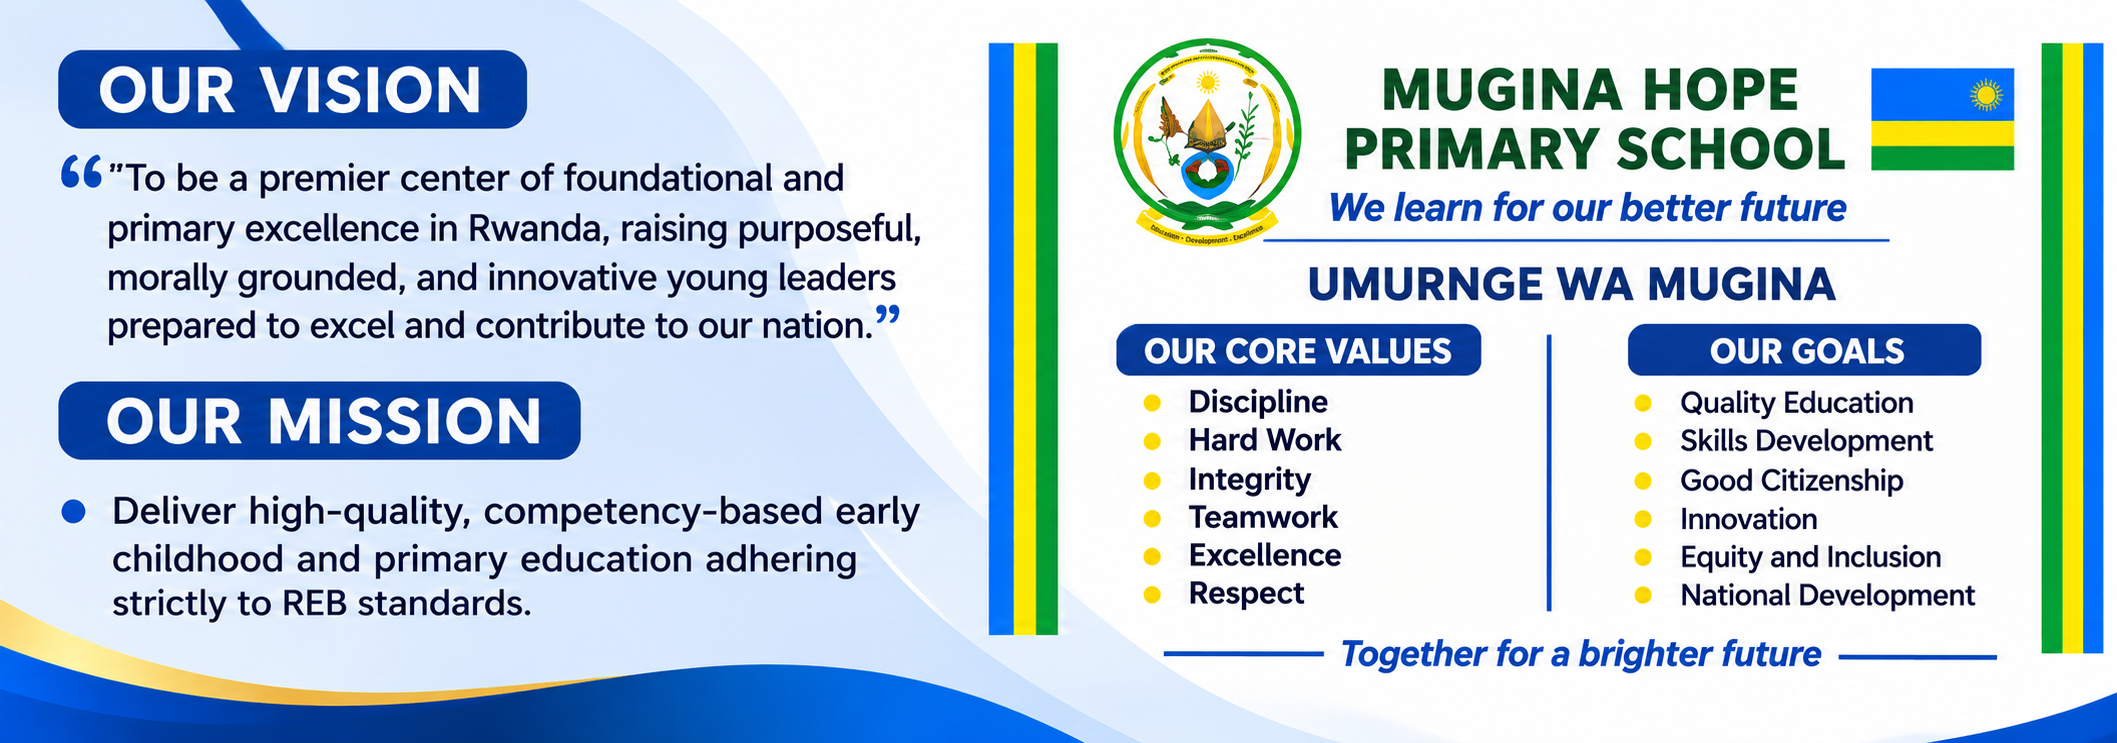 OUR VISION
“"To be a premier center of foundational and
primary excellence in Rwanda, raising purposeful,
morally grounded, and innovative young leaders
prepared to excel and contribute to our nation.”
OUR MISSION
● Deliver high-quality, competency-based early
childhood and primary education adhering
strictly to REB standards.
MUGINA HOPE
PRIMARY SCHOOL
We learn for our better future
Development · Excellence
UMURNGE WA MUGINA
OUR CORE VALUES
● Discipline
● Hard Work
● Integrity
● Teamwork
● Excellence
● Respect
OUR GOALS
● Quality Education
● Skills Development
● Good Citizenship
● Innovation
● Equity and Inclusion
● National Development
Together for a brighter future